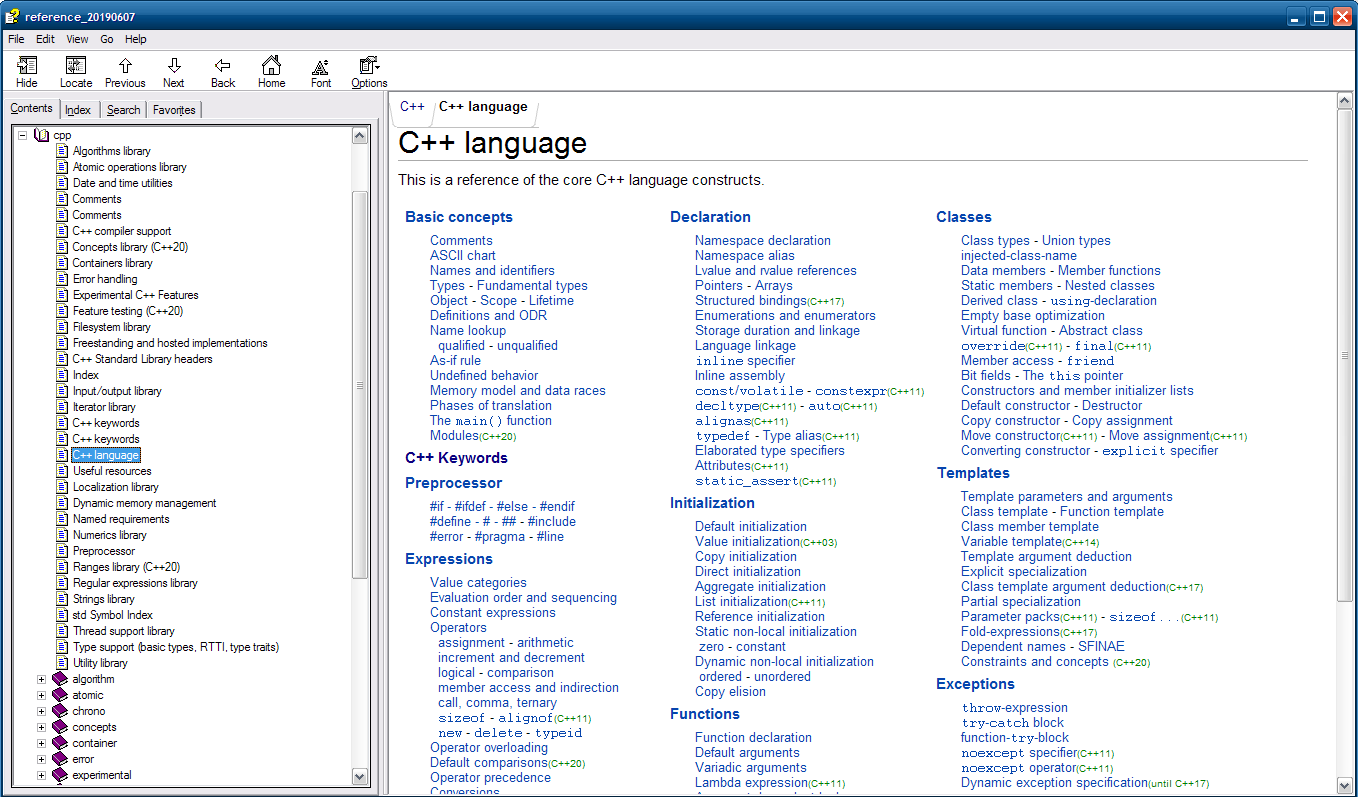 reference_20190607
File Edit View Go Help
Hide Locate Previous Next Back Home Font Options
Contents Index Search Favorites
cpp
Algorithms library
Atomic operations library
Date and time utilities
Comments
Comments
C++ compiler support
Concepts library (C++20)
Containers library
Error handling
Experimental C++ Features
Feature testing (C++20)
Filesystem library
Freestanding and hosted implementations
C++ Standard Library headers
Index
Input/output library
Iterator library
C++ keywords
C++ keywords
C++ language
Useful resources
Localization library
Dynamic memory management
Named requirements
Numerics library
Preprocessor
Ranges library (C++20)
Regular expressions library
Strings library
std Symbol Index
Thread support library
Type support (basic types, RTTI, type traits)
Utility library
algorithm
atomic
chrono
concepts
container
error
experimental
C++ C++ language
C++ language
This is a reference of the core C++ language constructs.
Basic concepts
Comments
ASCII chart
Names and identifiers
Types - Fundamental types
Object - Scope - Lifetime
Definitions and ODR
Name lookup
qualified - unqualified
As-if rule
Undefined behavior
Memory model and data races
Phases of translation
The main() function
Modules(C++20)
C++ Keywords
Preprocessor
#if - #ifdef - #else - #endif
#define - # - ## - #include
#error - #pragma - #line
Expressions
Value categories
Evaluation order and sequencing
Constant expressions
Operators
assignment - arithmetic
increment and decrement
logical - comparison
member access and indirection
call, comma, ternary
sizeof - alignof(C++11)
new - delete - typeid
Operator overloading
Default comparisons(C++20)
Operator precedence
Conversions
Declaration
Namespace declaration
Namespace alias
Lvalue and rvalue references
Pointers - Arrays
Structured bindings(C++17)
Enumerations and enumerators
Storage duration and linkage
Language linkage
inline specifier
Inline assembly
const/volatile - constexpr(C++11)
decltype(C++11) - auto(C++11)
alignas(C++11)
typedef - Type alias(C++11)
Elaborated type specifiers
Attributes(C++11)
static_assert(C++11)
Initialization
Default initialization
Value initialization(C++03)
Copy initialization
Direct initialization
Aggregate initialization
List initialization(C++11)
Reference initialization
Static non-local initialization
zero - constant
Dynamic non-local initialization
ordered - unordered
Copy elision
Functions
Function declaration
Default arguments
Variadic arguments
Lambda expression(C++11)
Classes
Class types - Union types
injected-class-name
Data members - Member functions
Static members - Nested classes
Derived class - using-declaration
Empty base optimization
Virtual function - Abstract class
override(C++11) - final(C++11)
Member access - friend
Bit fields - The this pointer
Constructors and member initializer lists
Default constructor - Destructor
Copy constructor - Copy assignment
Move constructor(C++11) - Move assignment(C++11)
Converting constructor - explicit specifier
Templates
Template parameters and arguments
Class template - Function template
Class member template
Variable template(C++14)
Template argument deduction
Explicit specialization
Class template argument deduction(C++17)
Partial specialization
Parameter packs(C++11) - sizeof...(C++11)
Fold-expressions(C++17)
Dependent names - SFINAE
Constraints and concepts (C++20)
Exceptions
throw-expression
try-catch block
function-try-block
noexcept specifier(C++11)
noexcept operator(C++11)
Dynamic exception specification(until C++17)